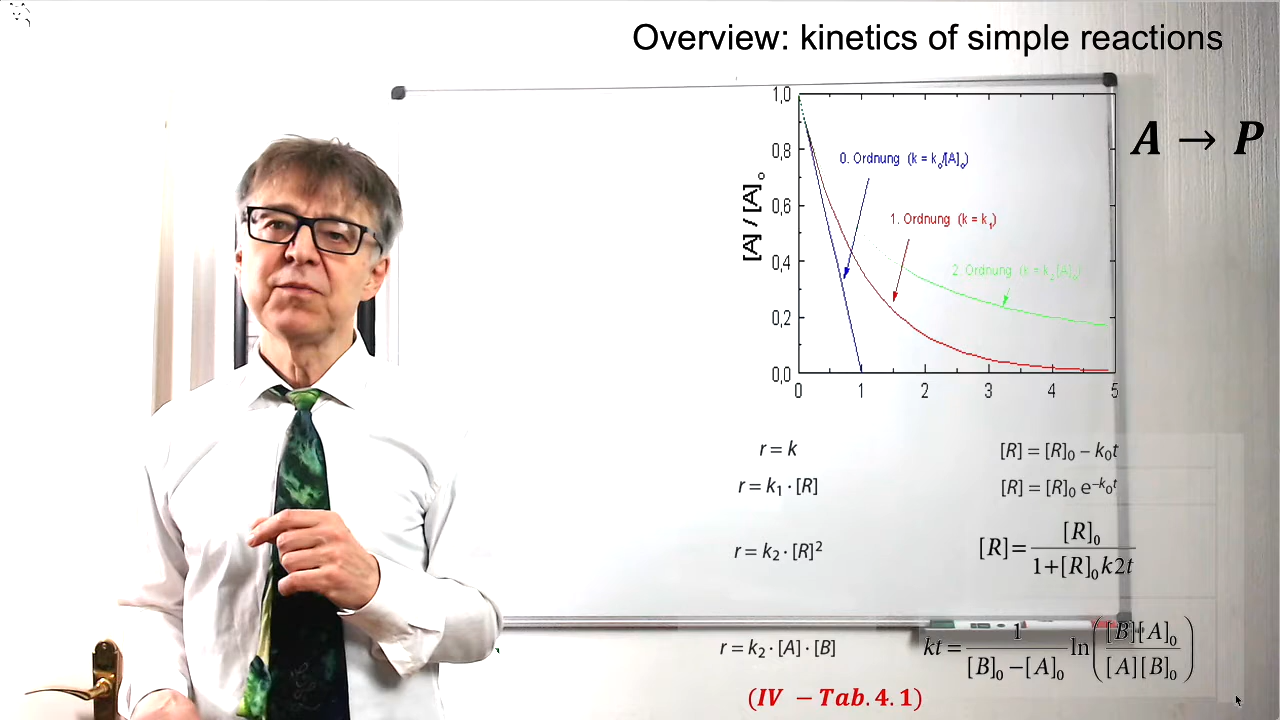 Overview: kinetics of simple reactions
A → P
[A] / [A]₀
1,0
0,8
0,6
0,4
0,2
0,0
0 1 2 3 4 5
0. Ordnung (k = k₀/[A]₀)
1. Ordnung (k = k₁)
2. Ordnung (k = k₂[A]₀)
r = k
[R] = [R]₀ − k₀t
r = k₁ · [R]
[R] = [R]₀ e^(−k₀t)
r = k₂ · [R]²
[R] = [R]₀ / 1+[R]₀k2t
r = k₂ · [A] · [B]
kt = 1 / [B]₀ − [A]₀ ln([B][A]₀ / [A][B]₀)
(IV − Tab. 4. 1)